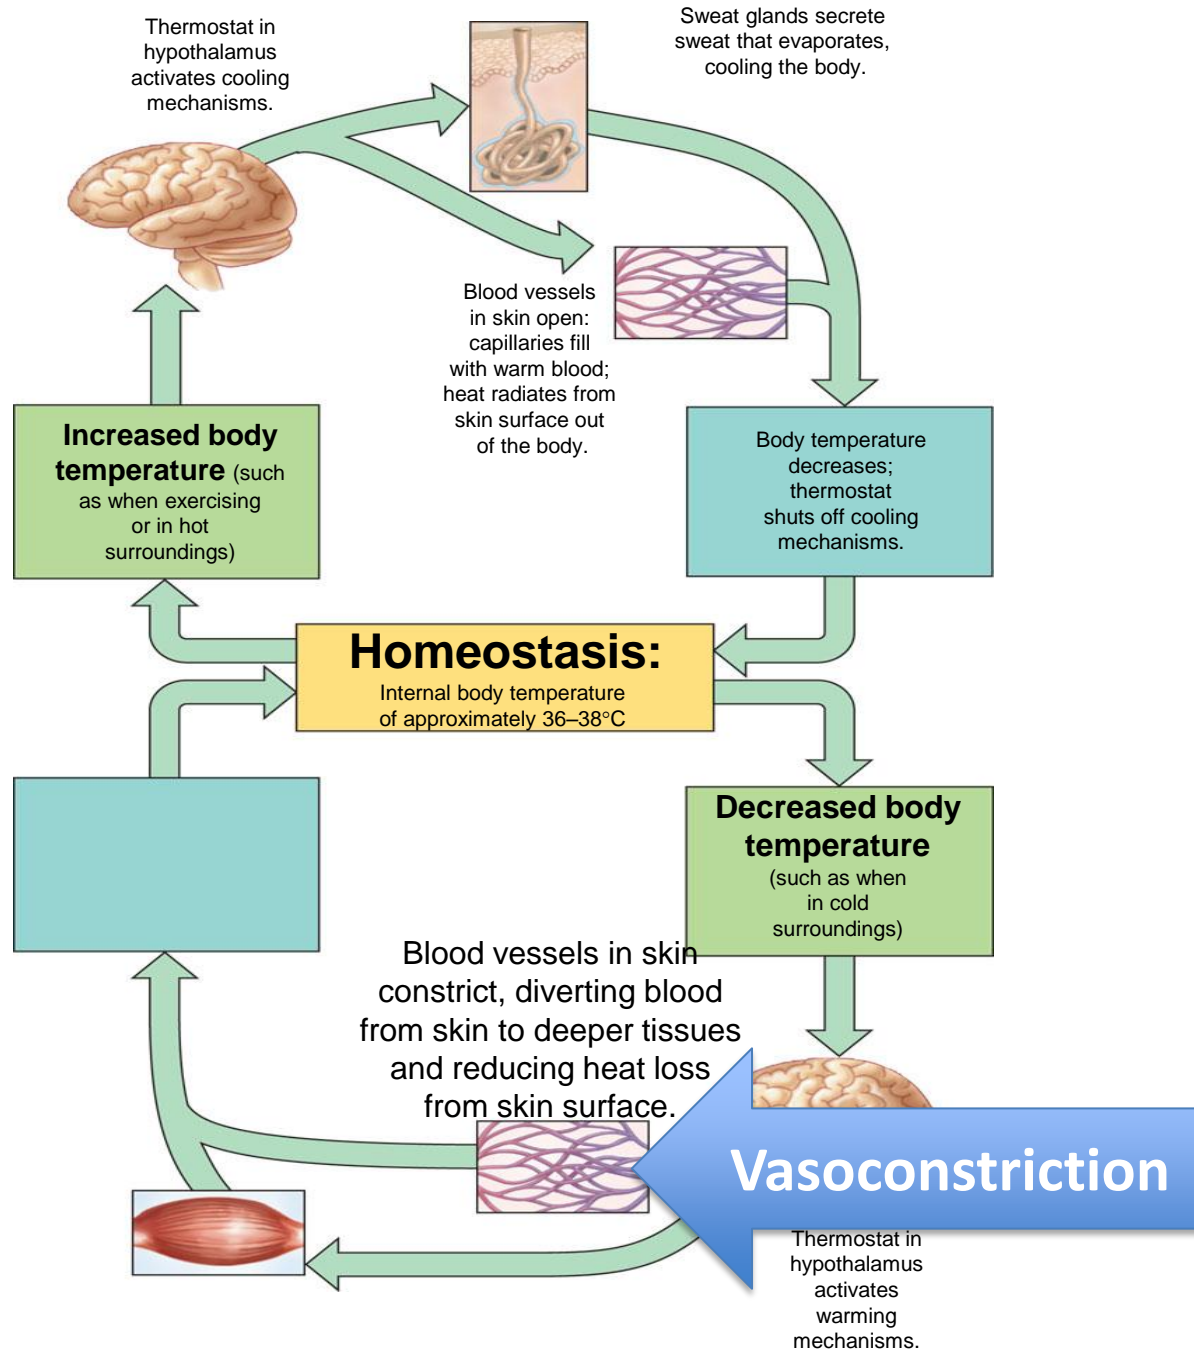 Thermostat in
hypothalamus
activates cooling
mechanisms.
Sweat glands secrete
sweat that evaporates,
cooling the body.
Blood vessels
in skin open:
capillaries fill
with warm blood;
heat radiates from
skin surface out
of the body.
Increased body
temperature (such
as when exercising
or in hot
surroundings)
Body temperature
decreases;
thermostat
shuts off cooling
mechanisms.
Homeostasis:
Internal body temperature
of approximately 36–38°C
Decreased body
temperature
(such as when
in cold
surroundings)
Blood vessels in skin
constrict, diverting blood
from skin to deeper tissues
and reducing heat loss
from skin surface.
Vasoconstriction
Thermostat in
hypothalamus
activates
warming
mechanisms.